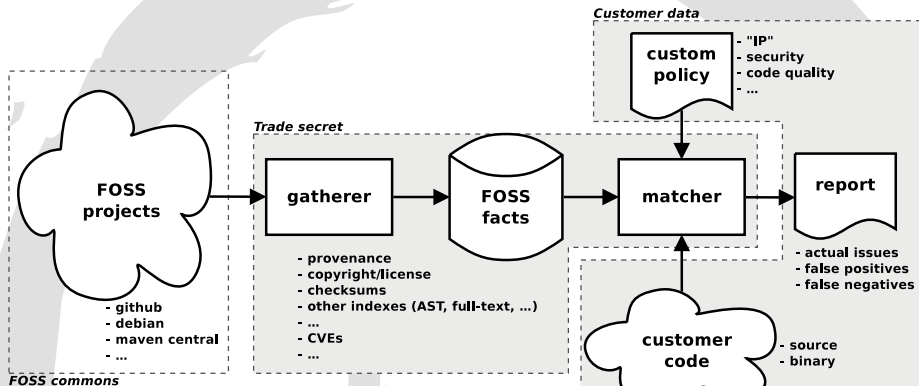 Customer data
custom
policy
- "IP"
- security
- code quality
- ...
Trade secret
FOSS
projects
gatherer
FOSS
facts
matcher
report
- provenance
- copyright/license
- checksums
- other indexes (AST, full-text, ...)
- ...
- CVEs
- ...
- actual issues
- false positives
- false negatives
- github
- debian
- maven central
- ...
customer
code
- source
- binary
FOSS commons